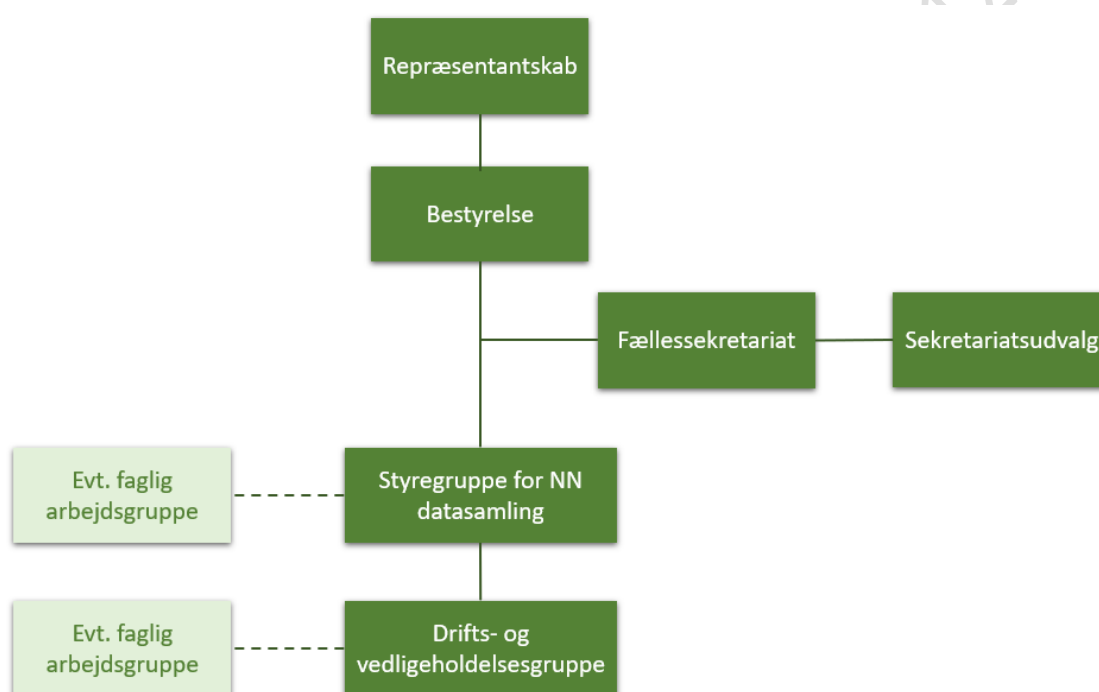 Repræsentantskab
Bestyrelse
Fællessekretariat
Sekretariatsudvalg
Evt. faglig
arbejdsgruppe
Styregruppe for NN
datasamling
Evt. faglig
arbejdsgruppe
Drifts- og
vedligeholdelsesgruppe